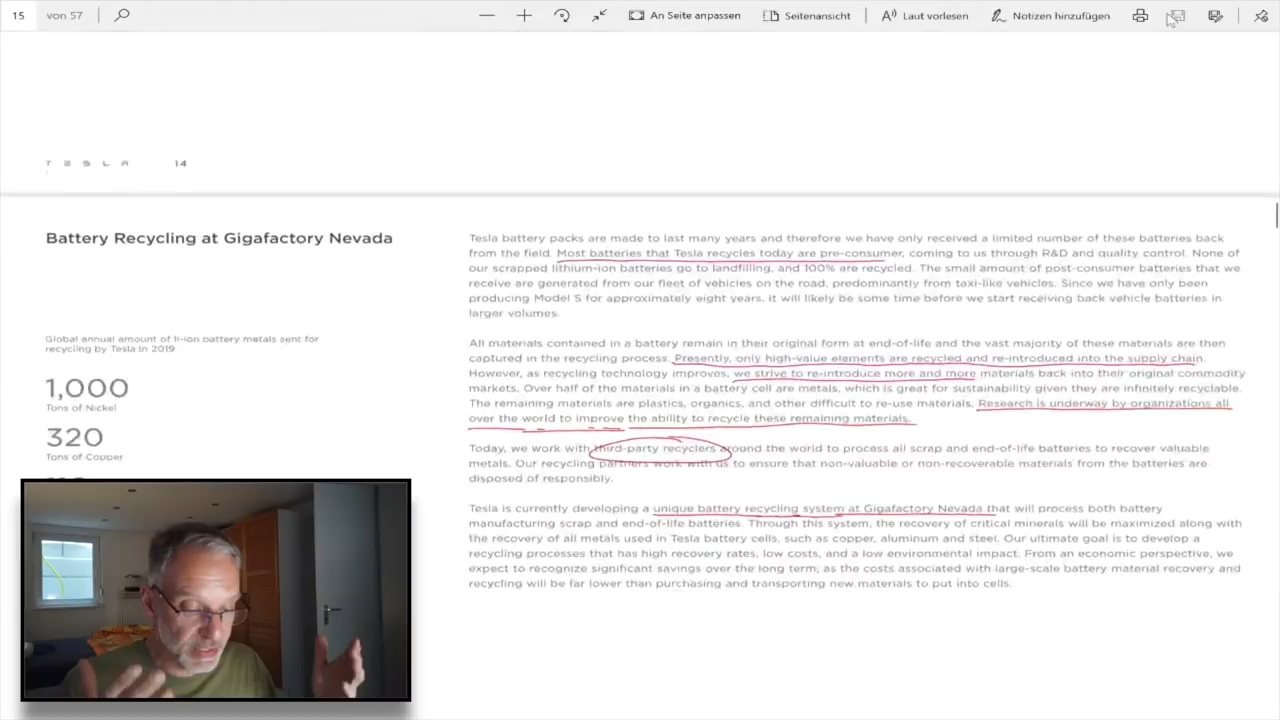 15 von 57 An Seite anpassen Seitenansicht Laut vorlesen Notizen hinzufügen
TESLA 14
Battery Recycling at Gigafactory Nevada
Global annual amount of li-ion battery metals sent for
recycling by Tesla in 2019
1,000
Tons of Nickel
320
Tons of Copper
Tesla battery packs are made to last many years and therefore we have only received a limited number of these batteries back
from the field. Most batteries that Tesla recycles today are pre-consumer, coming to us through R&D and quality control. None of
our scrapped lithium-ion batteries go to landfilling, and 100% are recycled. The small amount of post-consumer batteries that we
receive are generated from our fleet of vehicles on the road, predominantly from taxi-like vehicles. Since we have only been
producing Model S for approximately eight years, it will likely be some time before we start receiving back vehicle batteries in
larger volumes.
All materials contained in a battery remain in their original form at end-of-life and the vast majority of these materials are then
captured in the recycling process. Presently, only high-value elements are recycled and re-introduced into the supply chain.
However, as recycling technology improves, we strive to re-introduce more and more materials back into their original commodity
markets. Over half of the materials in a battery cell are metals, which is great for sustainability given they are infinitely recyclable.
The remaining materials are plastics, organics, and other difficult to re-use materials. Research is underway by organizations all
over the world to improve the ability to recycle these remaining materials.
Today, we work with third-party recyclers around the world to process all scrap and end-of-life batteries to recover valuable
metals. Our recycling partners work with us to ensure that non-valuable or non-recoverable materials from the batteries are
disposed of responsibly.
Tesla is currently developing a unique battery recycling system at Gigafactory Nevada that will process both battery
manufacturing scrap and end-of-life batteries. Through this system, the recovery of critical minerals will be maximized along with
the recovery of all metals used in Tesla battery cells, such as copper, aluminum and steel. Our ultimate goal is to develop a
recycling processes that has high recovery rates, low costs, and a low environmental impact. From an economic perspective, we
expect to recognize significant savings over the long term, as the costs associated with large-scale battery material recovery and
recycling will be far lower than purchasing and transporting new materials to put into cells.